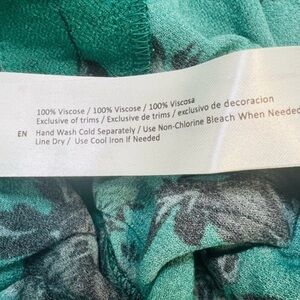 100% Viscose / 100% Viscose / 100% Viscosa
Exclusive of trims / Exclusive de trims / exclusivo de decoracion
EN Hand Wash Cold Separately / Use Non-Chlorine Bleach When Needed
Line Dry / Use Cool Iron If Needed